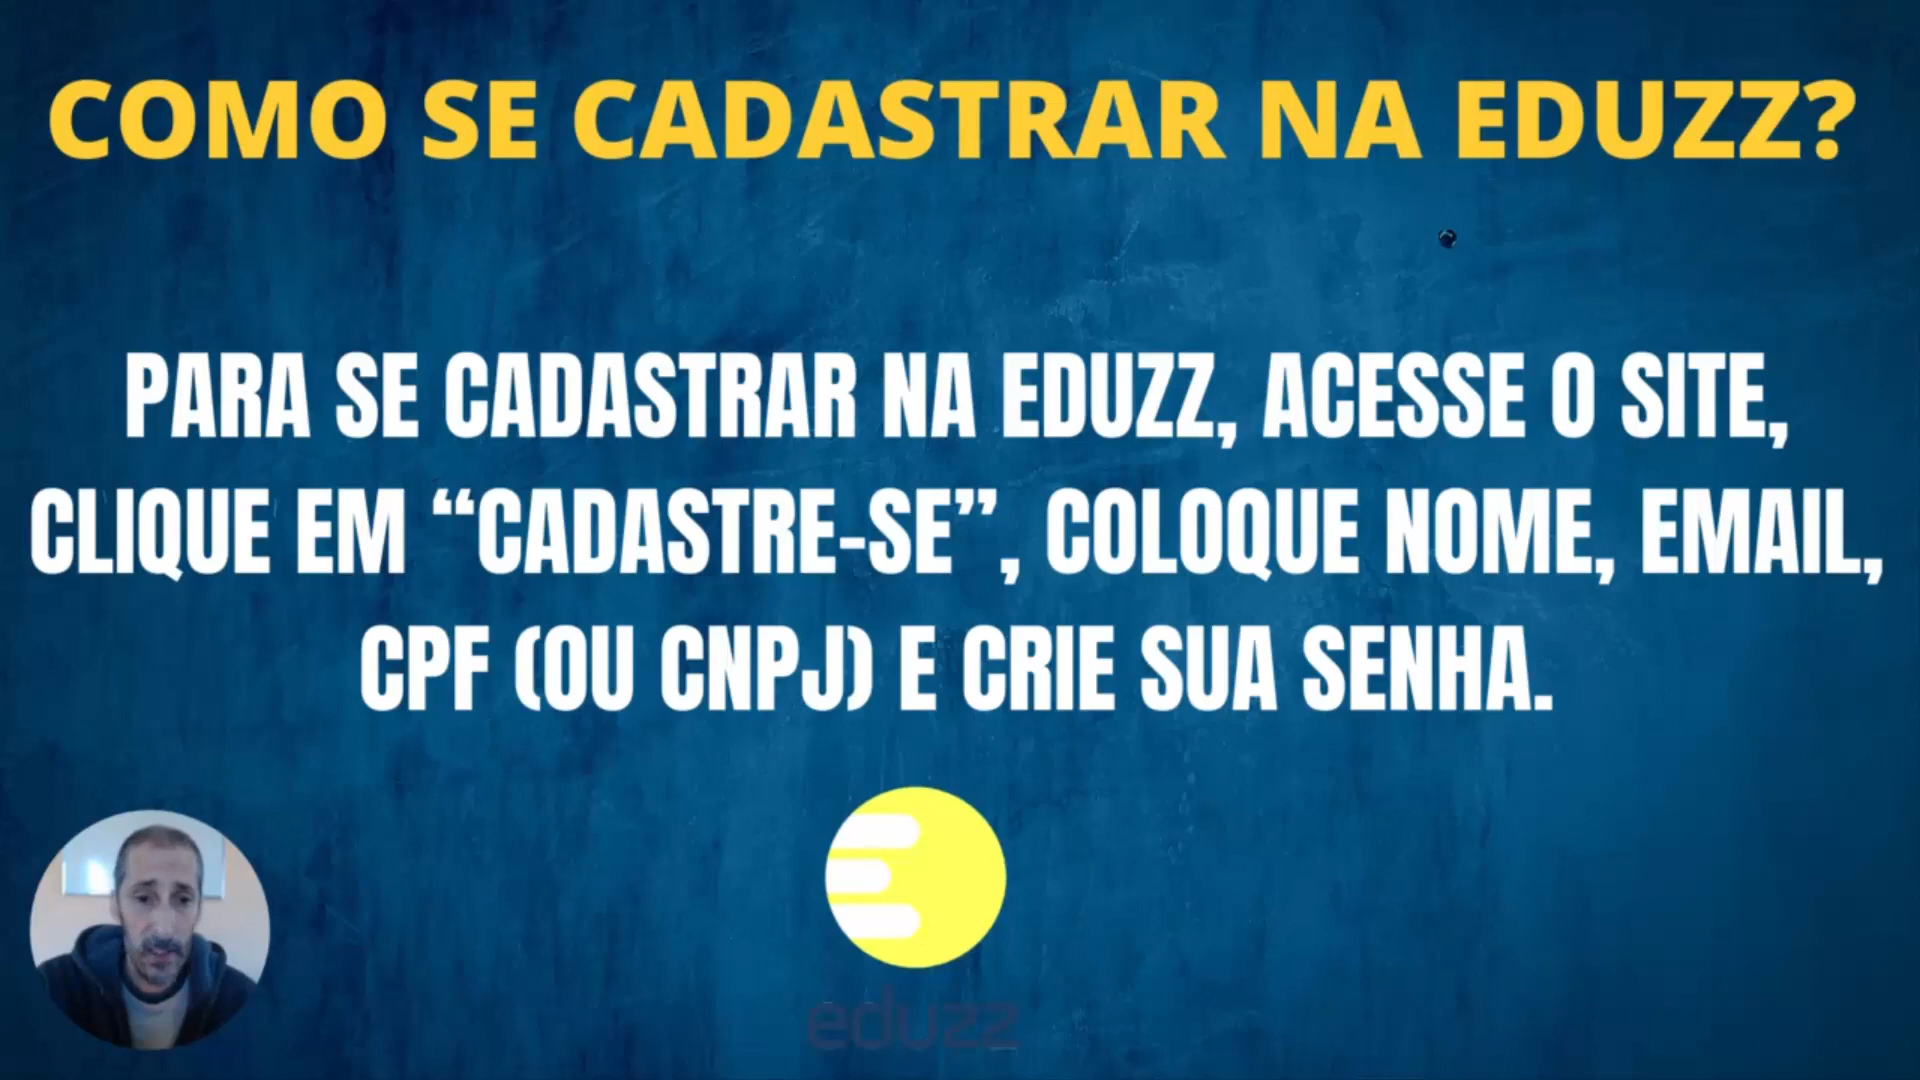 COMO SE CADASTRAR NA EDUZZ?
PARA SE CADASTRAR NA EDUZZ, ACESSE O SITE,
CLIQUE EM “CADASTRE-SE”, COLOQUE NOME, EMAIL,
CPF (OU CNPJ) E CRIE SUA SENHA.
eduzz